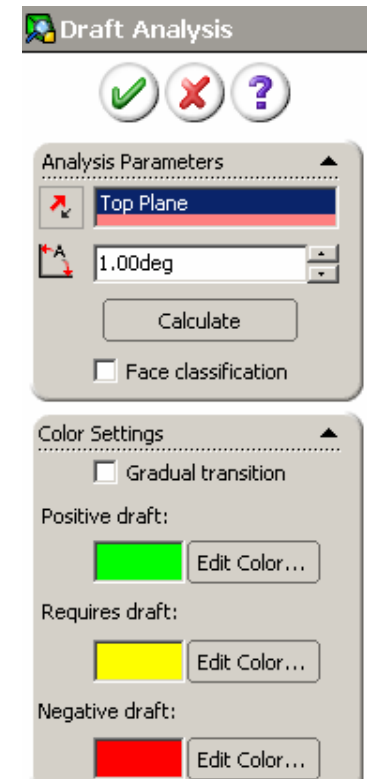 Draft Analysis
?
Analysis Parameters
Top Plane
A
1.00deg
Calculate
Face classification
Color Settings
Gradual transition
Positive draft:
Edit Color...
Requires draft:
Edit Color...
Negative draft:
Edit Color...